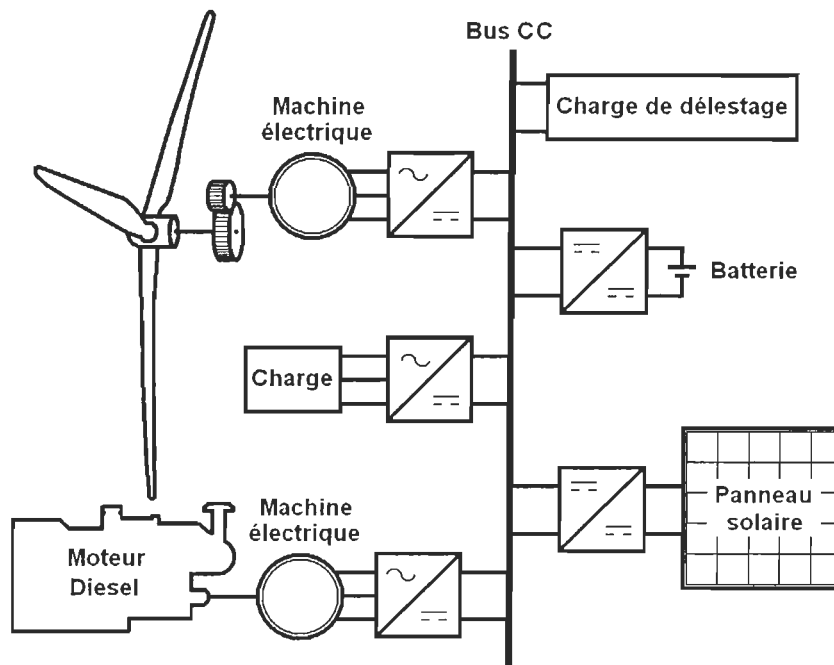 Bus CC
Machine
électrique
Charge de délestage
Batterie
Charge
Panneau
solaire
Machine
électrique
Moteur
Diesel